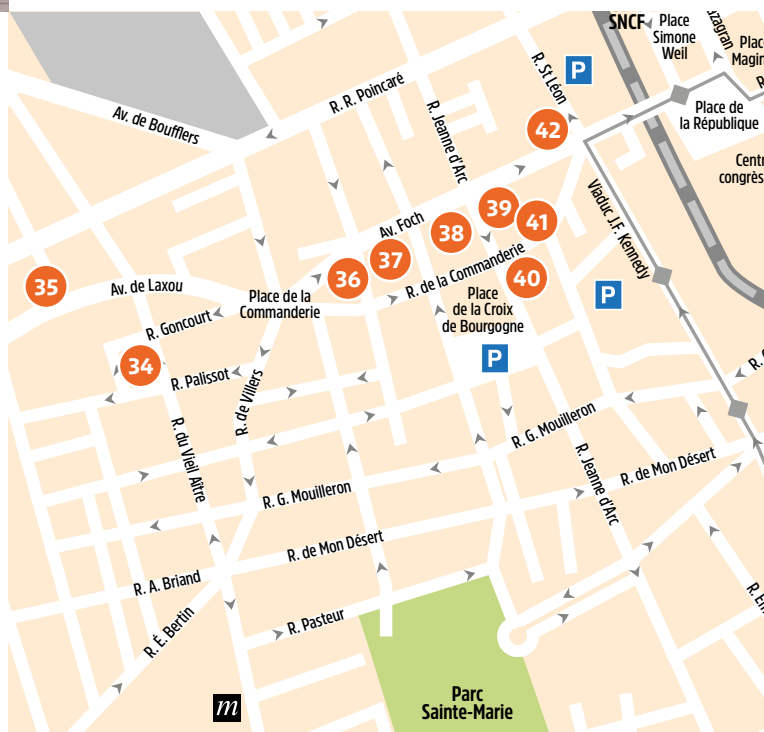 SNCF
Place
Simone
Weil
R. St Léon
P
R. R. Poincaré
Av. de Boufflers
R. Jeanne d'Arc
42
Place de
la République
Av. Foch
39
41
38
37
36
35
40
Viaduc J.F. Kennedy
R. de la Commanderie
Av. de Laxou
Place de la
Commanderie
Place
de la Croix
de Bourgogne
P
R. Goncourt
34
P
R. Palissot
R. de Villers
R. du Vieil Aître
R. G. Mouilleron
R. Jeanne d'Arc
R. de Mon Désert
R. G. Mouilleron
R. de Mon Désert
R. A. Briand
R. É. Bertin
R. Pasteur
Parc
Sainte-Marie
m